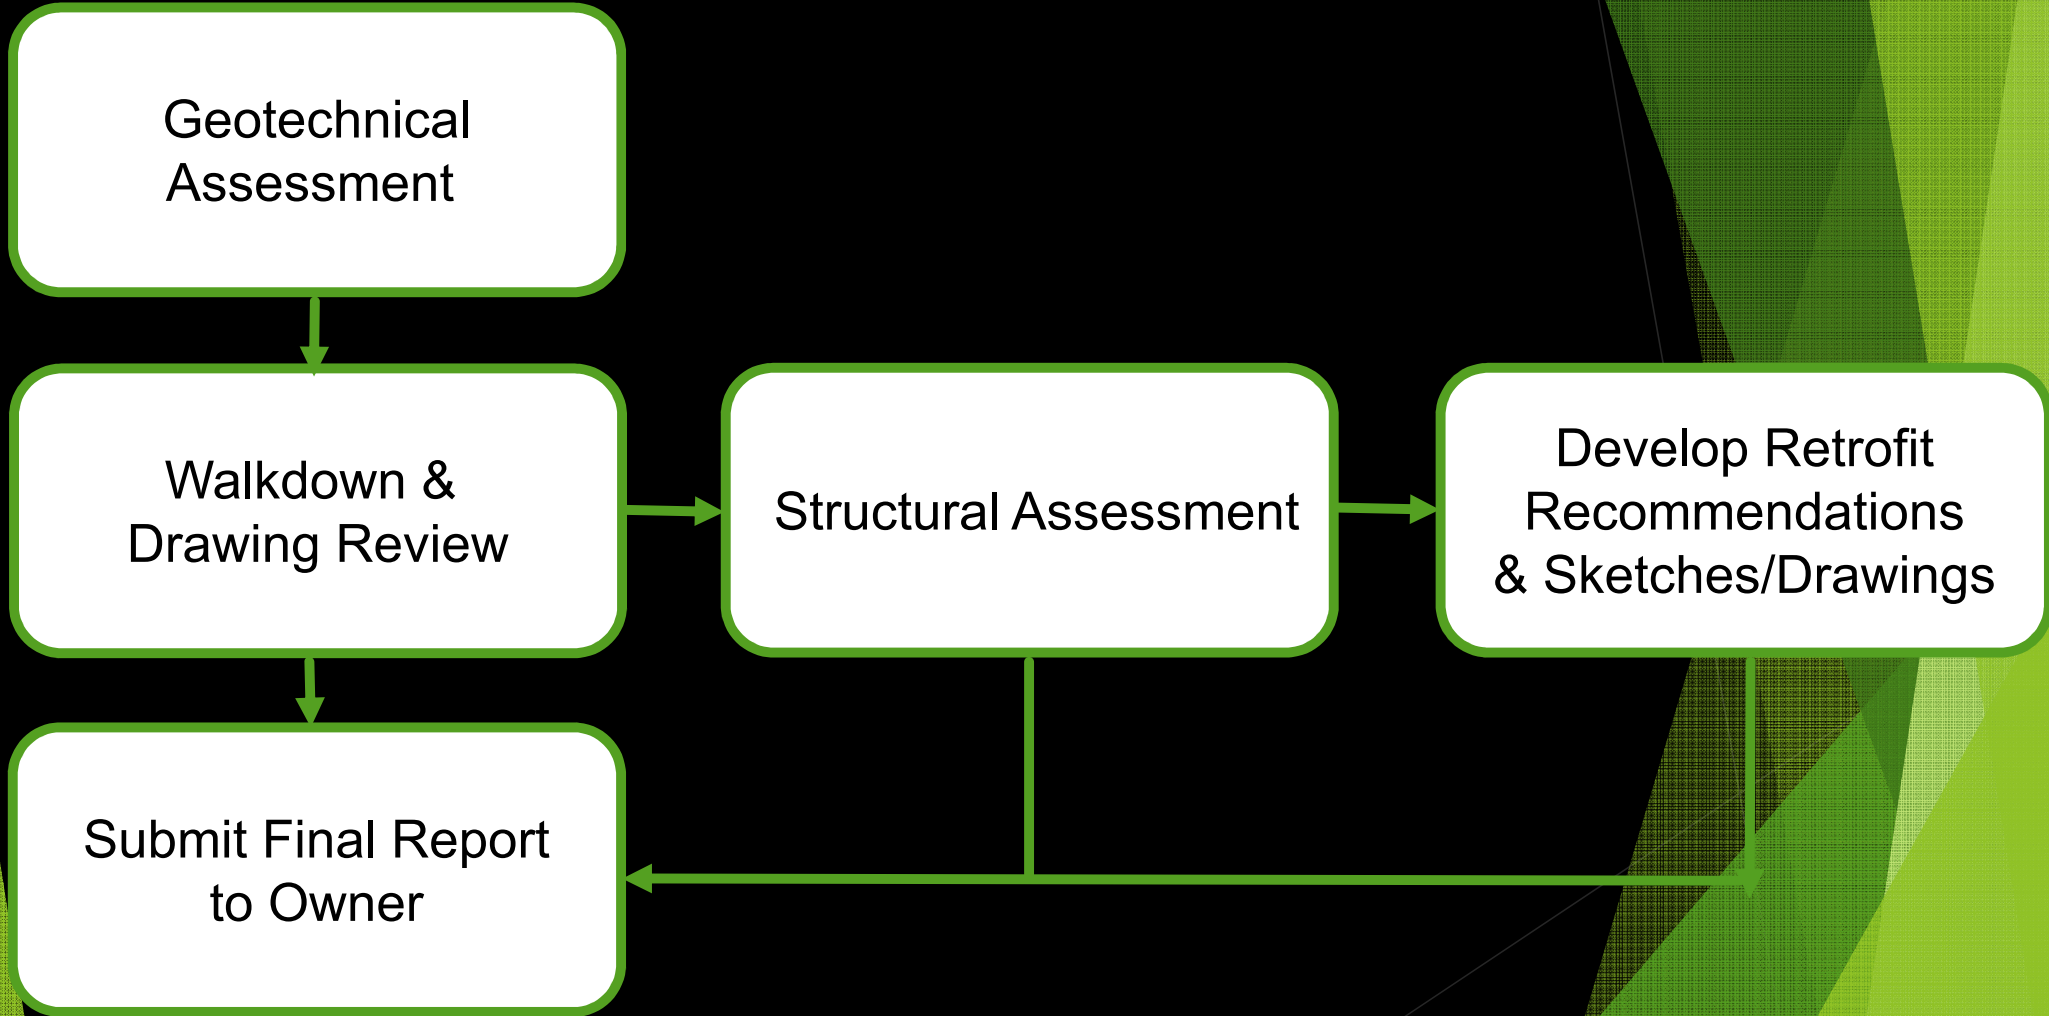 Geotechnical
Assessment
Walkdown &
Drawing Review
Structural Assessment
Develop Retrofit
Recommendations
& Sketches/Drawings
Submit Final Report
to Owner